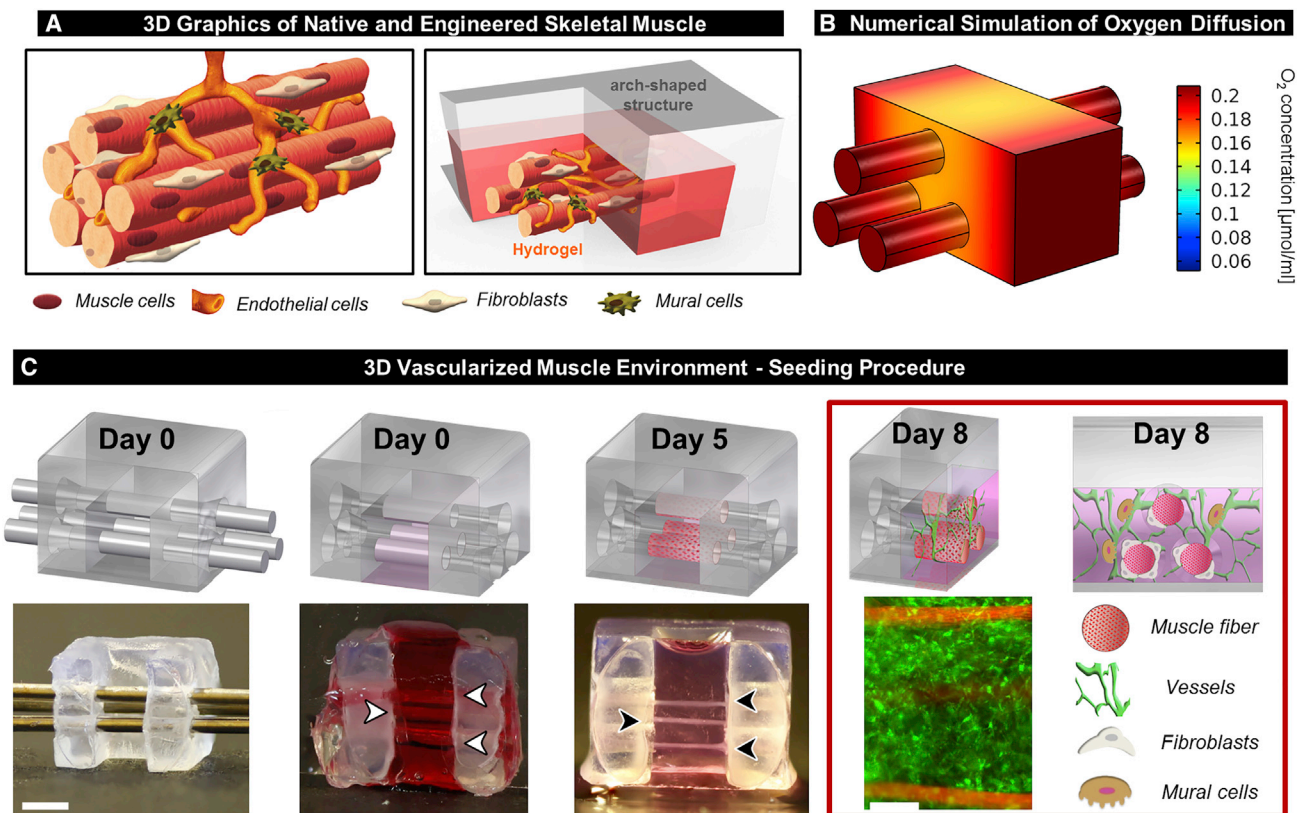 A 3D Graphics of Native and Engineered Skeletal Muscle
arch-shaped
structure
Hydrogel
Muscle cells
Endothelial cells
Fibroblasts
Mural cells
B Numerical Simulation of Oxygen Diffusion
0.2
0.18
0.16
0.14
0.12
0.1
0.08
0.06
O2 concentration [µmol/ml]
C 3D Vascularized Muscle Environment - Seeding Procedure
Day 0
Day 0
Day 5
Day 8
Day 8
Muscle fiber
Vessels
Fibroblasts
Mural cells